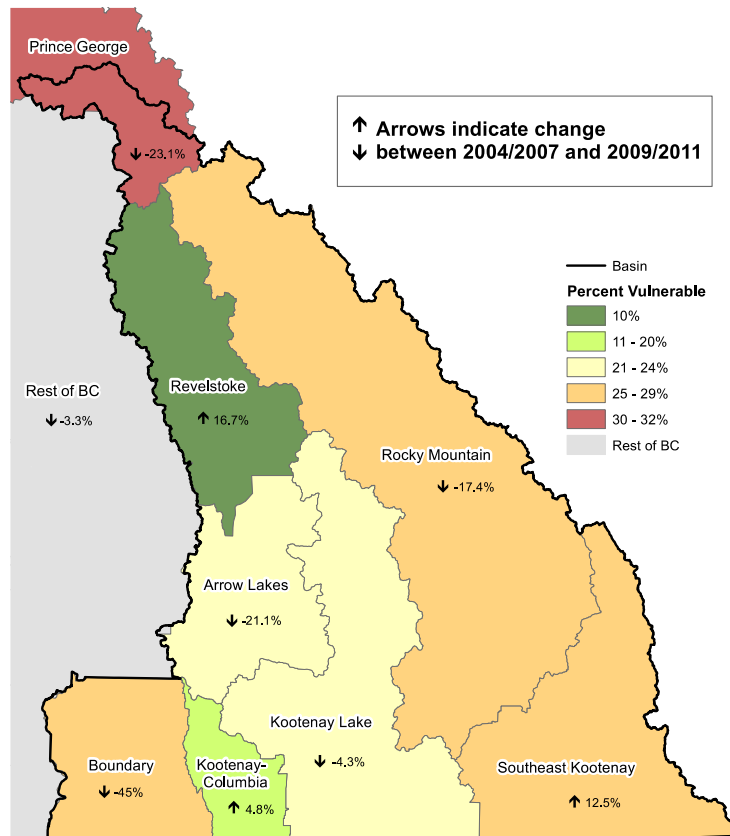 Prince George
↓ -23.1%
↑ Arrows indicate change
↓ between 2004/2007 and 2009/2011
Basin
Percent Vulnerable
10%
11 - 20%
21 - 24%
25 - 29%
30 - 32%
Rest of BC
Rest of BC
↓ -3.3%
Revelstoke
↑ 16.7%
Rocky Mountain
↓ -17.4%
Arrow Lakes
↓ -21.1%
Kootenay Lake
↓ -4.3%
Boundary
↓ -45%
Kootenay-
Columbia
↑ 4.8%
Southeast Kootenay
↑ 12.5%